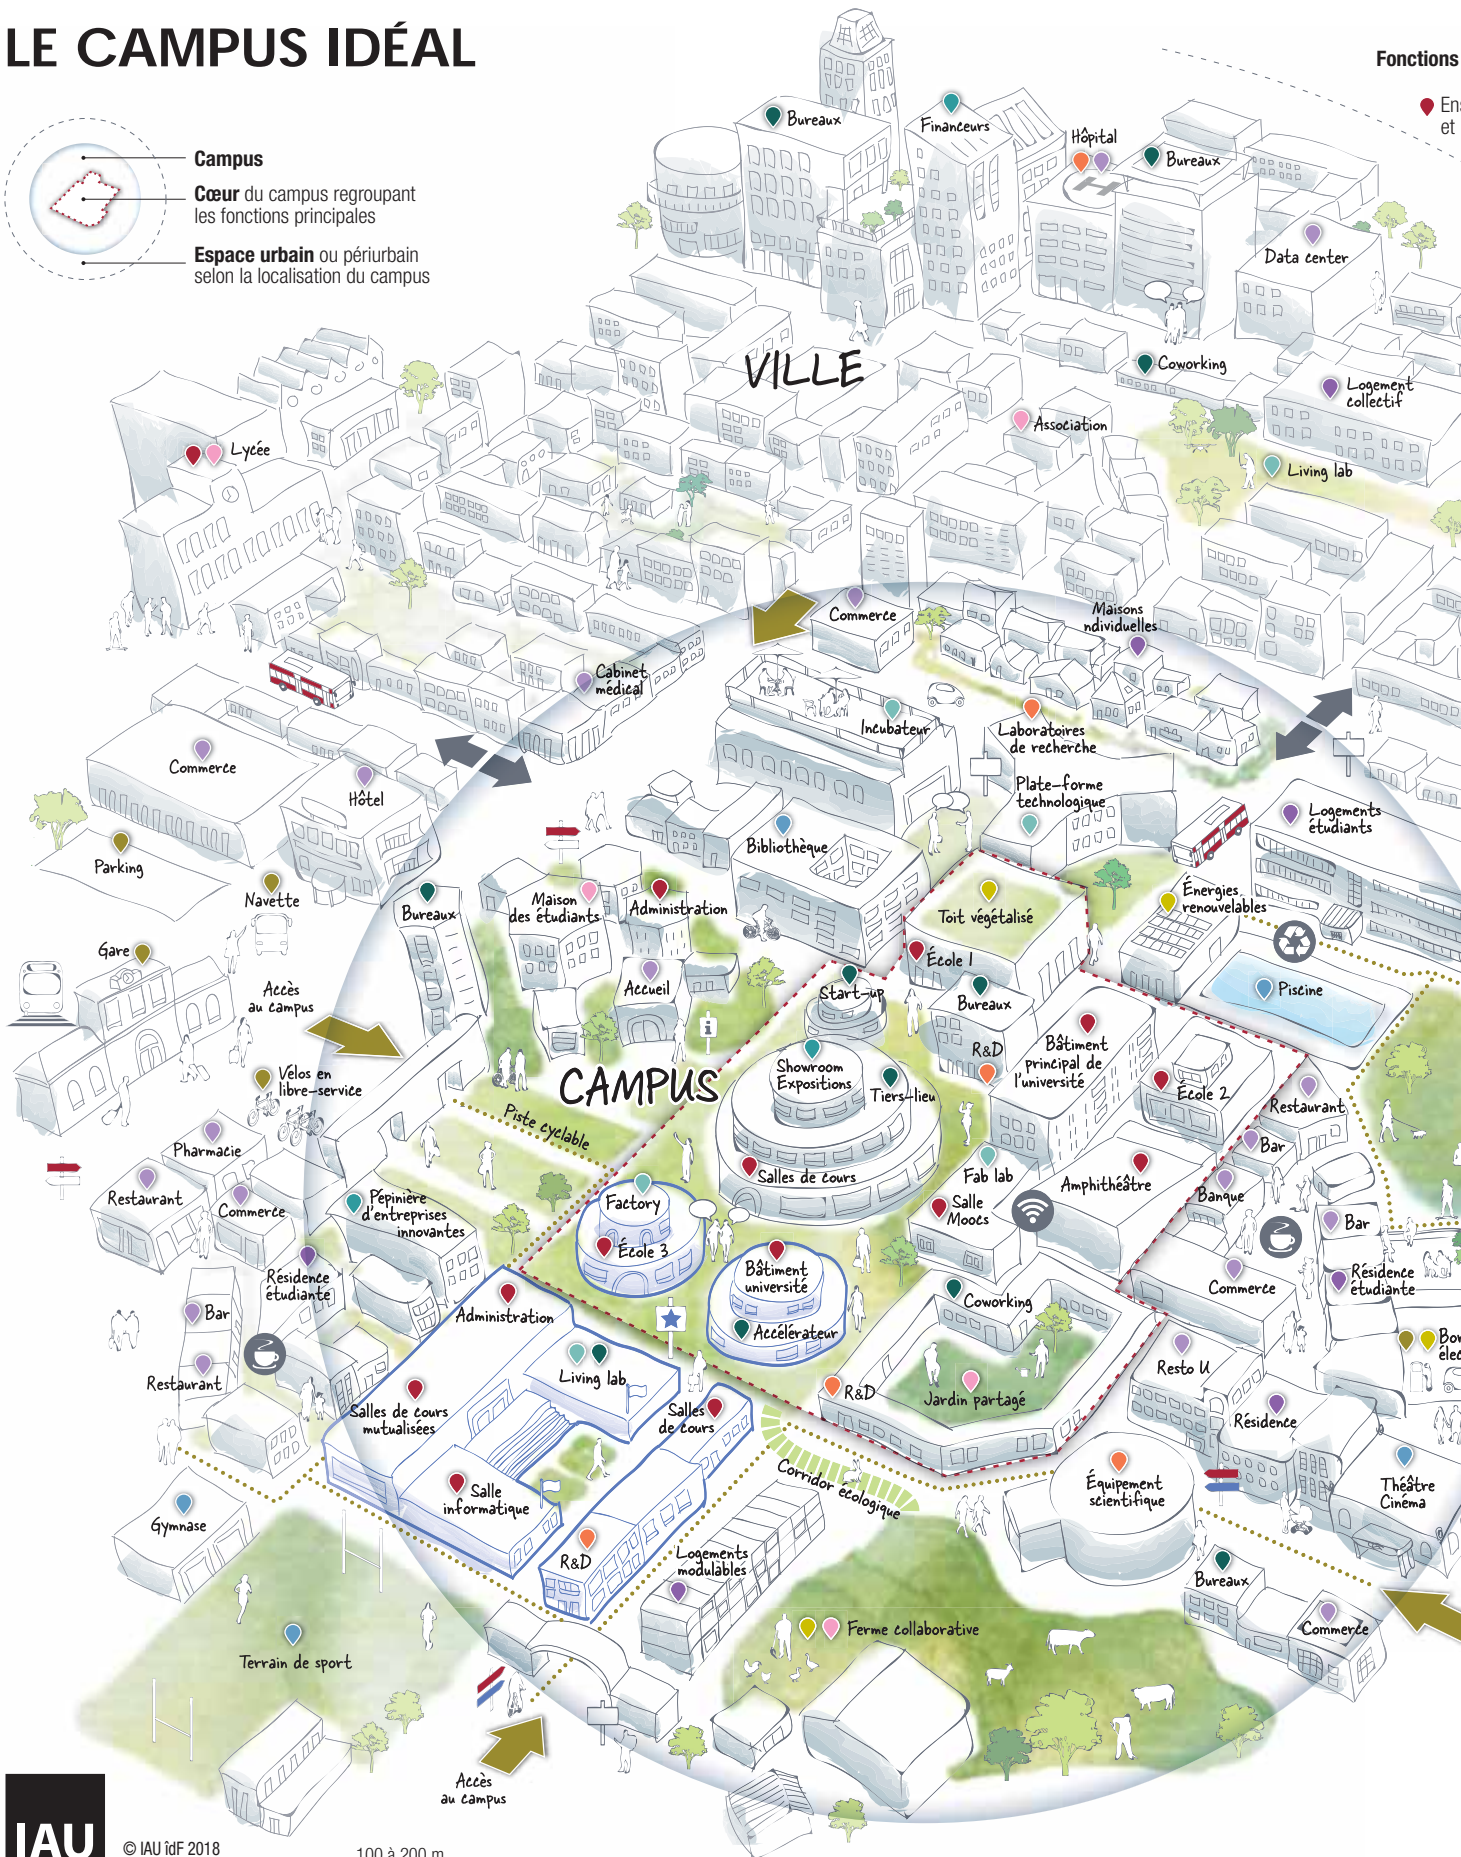 LE CAMPUS IDÉAL
Fonctions
Campus
Cœur du campus regroupant
les fonctions principales
Espace urbain ou périurbain
selon la localisation du campus
et
Bureaux
Financeurs
Hôpital
H
Bureaux
Data center
VILLE
Coworking
Logement
collectif
Association
Living lab
Lycée
Commerce
Maisons
ndividuelles
Cabinet
médical
Incubateur
Laboratoires
de recherche
Commerce
Hôtel
Plate-forme
technologique
Logements
étudiants
Parking
Bibliothèque
Navette
Bureaux
Maison
des étudiants
Administration
Toit végétalisé
Énergies
renouvelables
Gare
École 1
Accès
au campus
Accueil
Start-up
Bureaux
Piscine
i
R&D
Bâtiment
principal de
l'université
Vélos en
libre-service
CAMPUS
Showroom
Expositions
Tiers-lieu
École 2
Restaurant
Piste cyclable
Pharmacie
Bar
Restaurant
Commerce
Pépinière
d'entreprises
innovantes
Factory
Salles de cours
Fab lab
Salle
Moocs
Amphithéâtre
Banque
Bar
École 3
Résidence
étudiante
Bâtiment
université
Commerce
Résidence
étudiante
Bar
Administration
Accélérateur
Coworking
Restaurant
Living lab
Resto U
Salles de cours
mutualisées
Salles
de cours
R&D
Jardin partagé
Résidence
Corridor écologique
Équipement
scientifique
Théâtre
Cinéma
Gymnase
Salle
informatique
R&D
Logements
modulables
Bureaux
Ferme collaborative
Commerce
Terrain de sport
Accès
au campus
IAU
© IAU îdF 2018
100 à 200 m